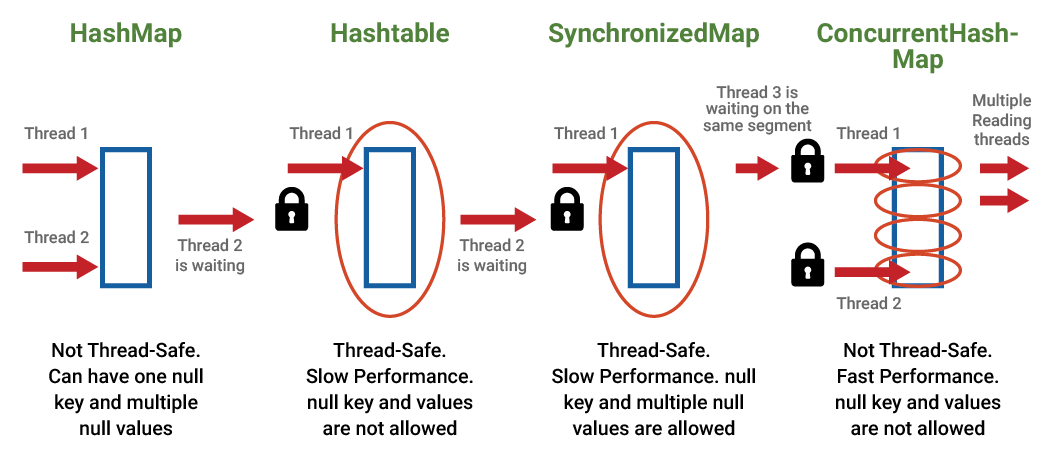 HashMap
Thread 1
Thread 2
Thread 2
is waiting
Not Thread-Safe.
Can have one null
key and multiple
null values
Hashtable
Thread 1
Thread 2
is waiting
Thread-Safe.
Slow Performance.
null key and values
are not allowed
SynchronizedMap
Thread 1
Thread-Safe.
Slow Performance. null
key and multiple null
values are allowed
ConcurrentHash-
Map
Thread 3 is
waiting on the
same segment
Thread 1
Multiple
Reading
threads
Thread 2
Not Thread-Safe.
Fast Performance.
null key and values
are not allowed